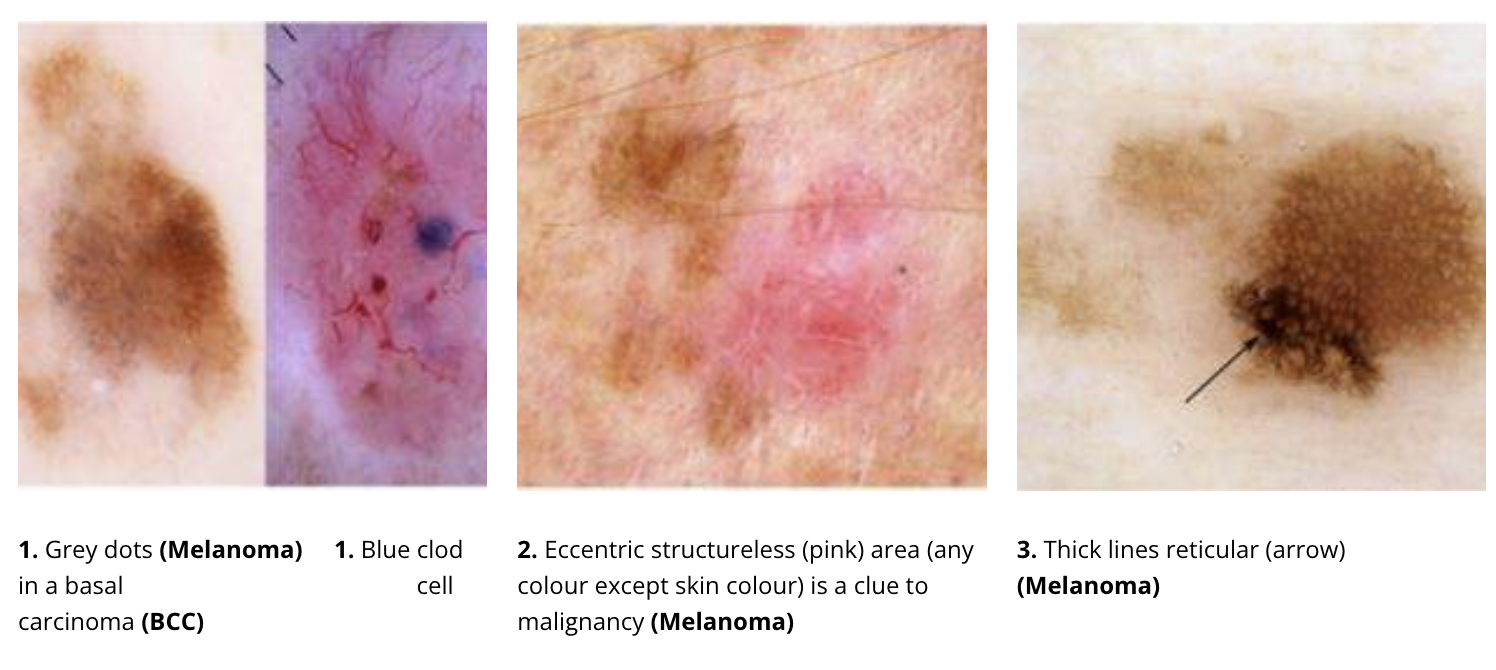 1. Grey dots (Melanoma) 1. Blue clod
in a basal cell
carcinoma (BCC)
2. Eccentric structureless (pink) area (any
colour except skin colour) is a clue to
malignancy (Melanoma)
3. Thick lines reticular (arrow)
(Melanoma)